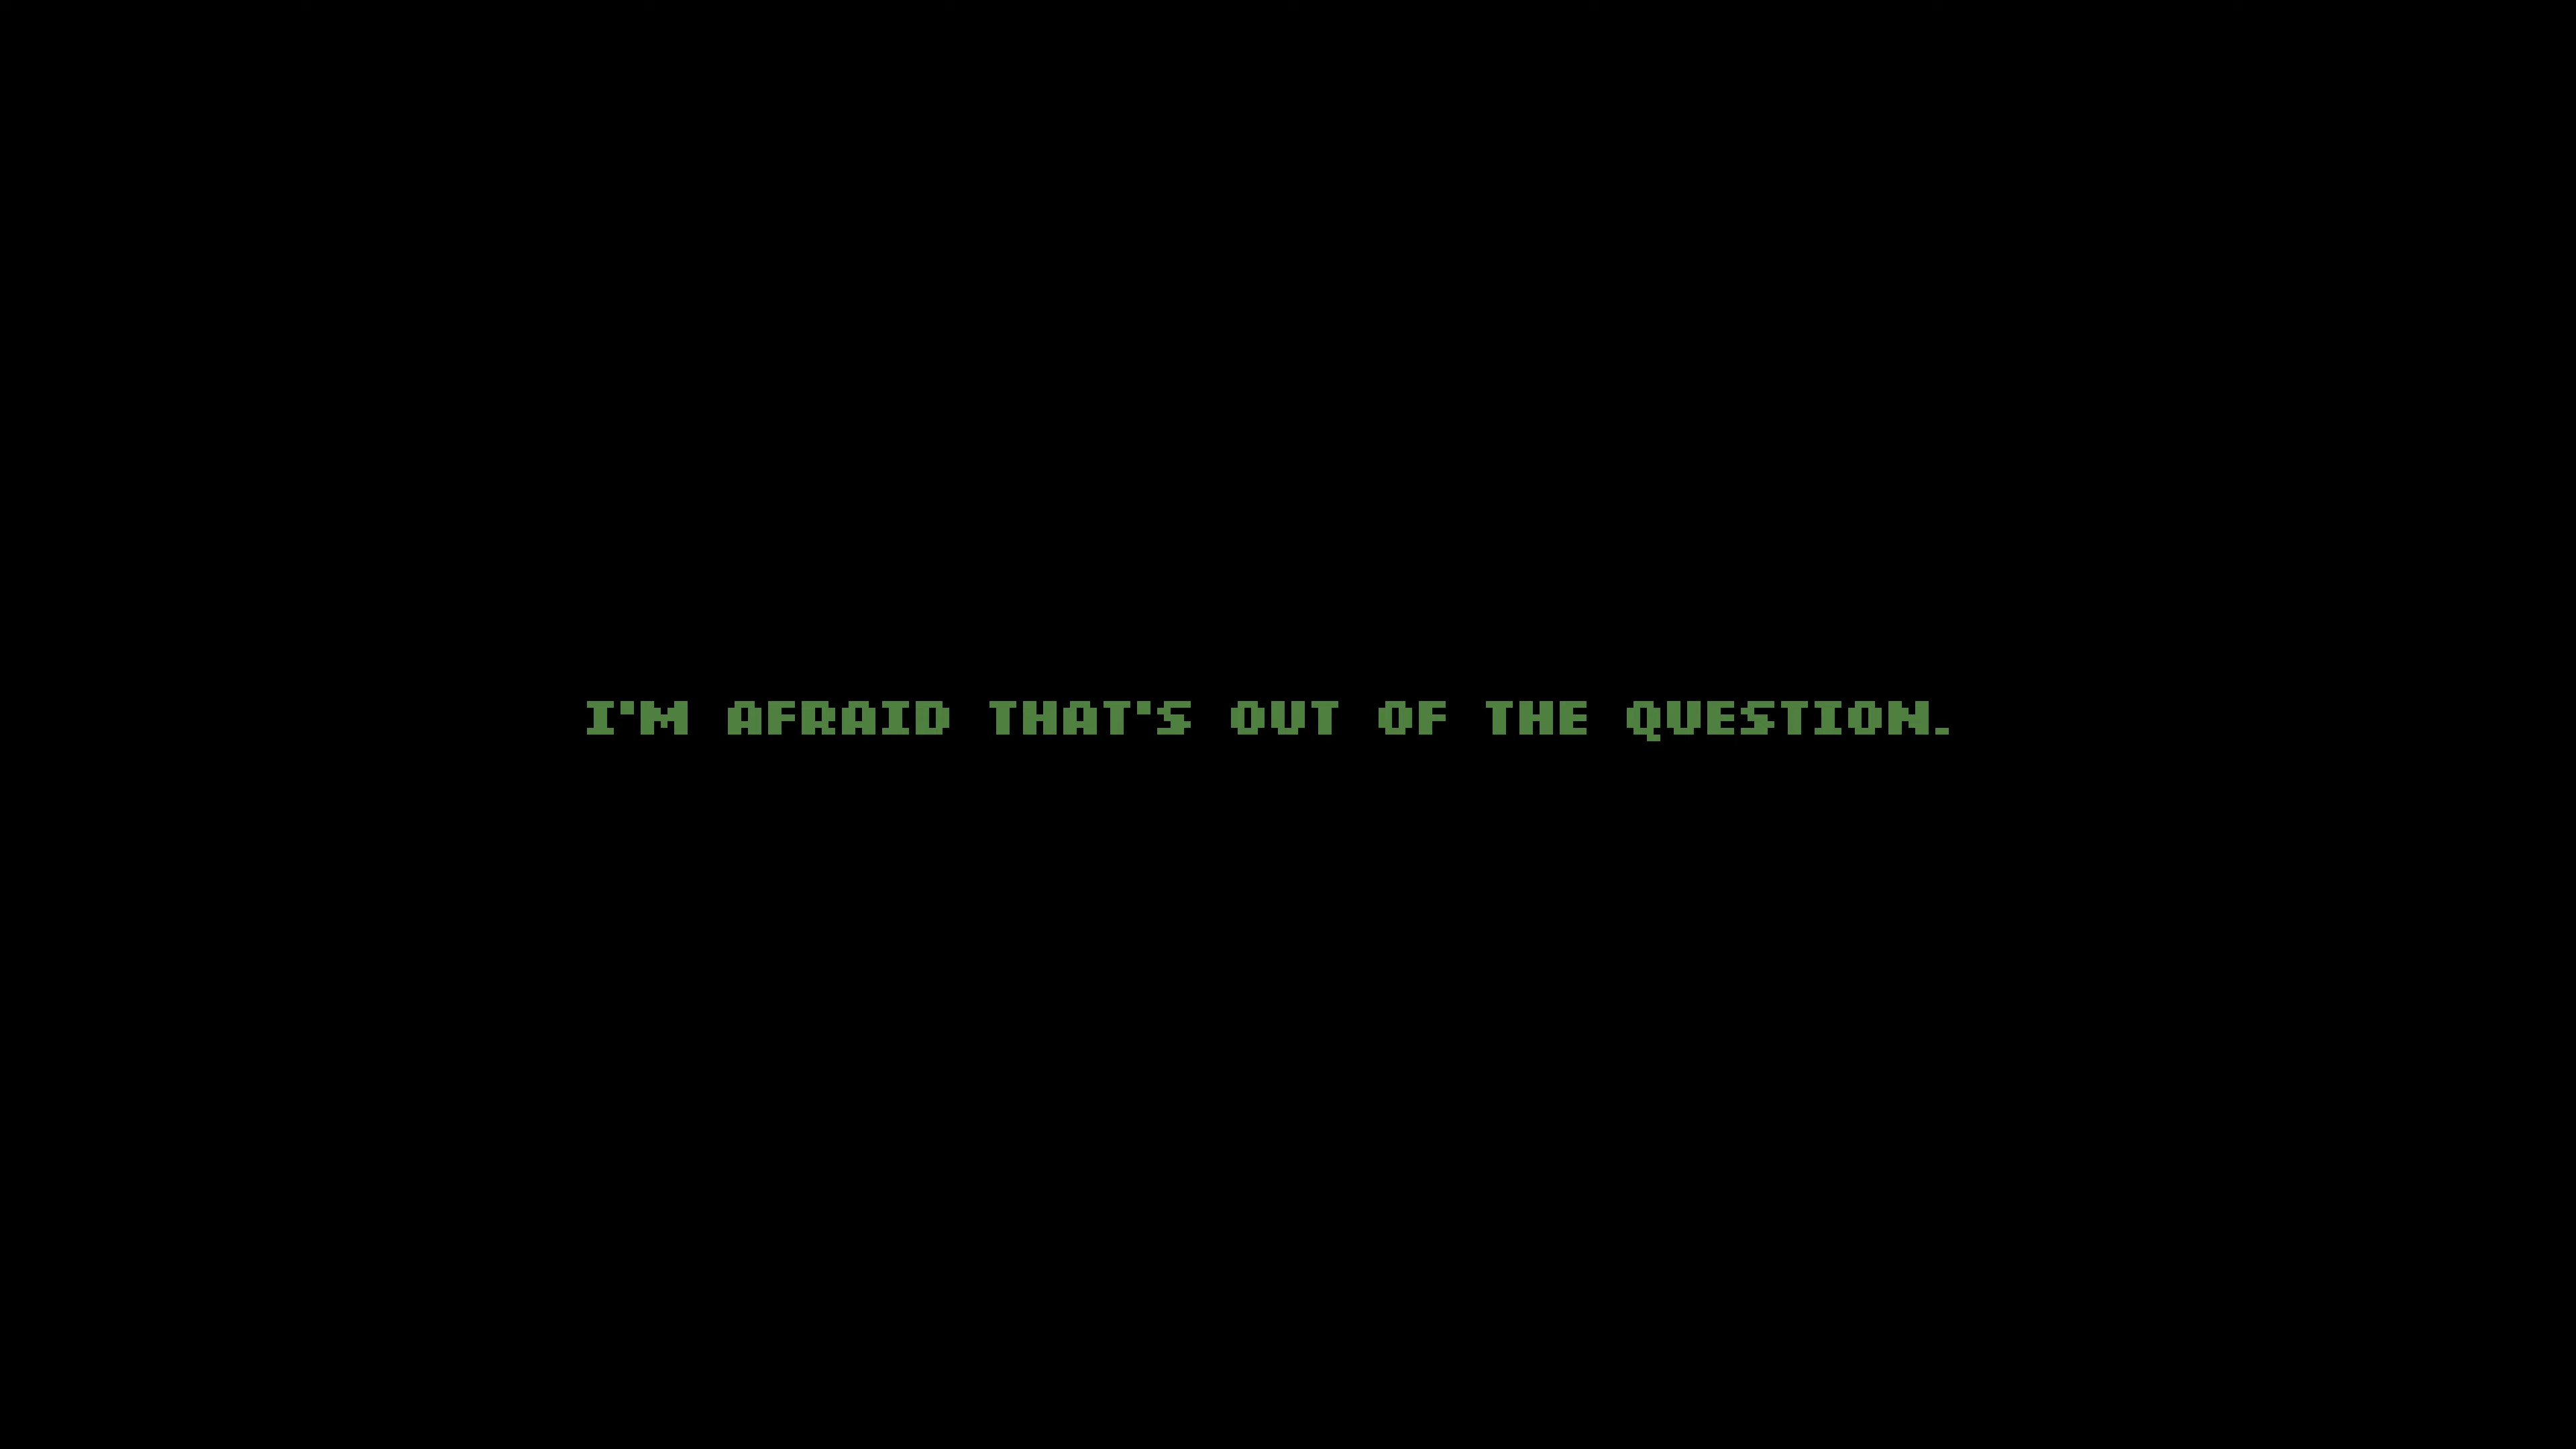 I'M AFRAID THAT'S OUT OF THE QUESTION.